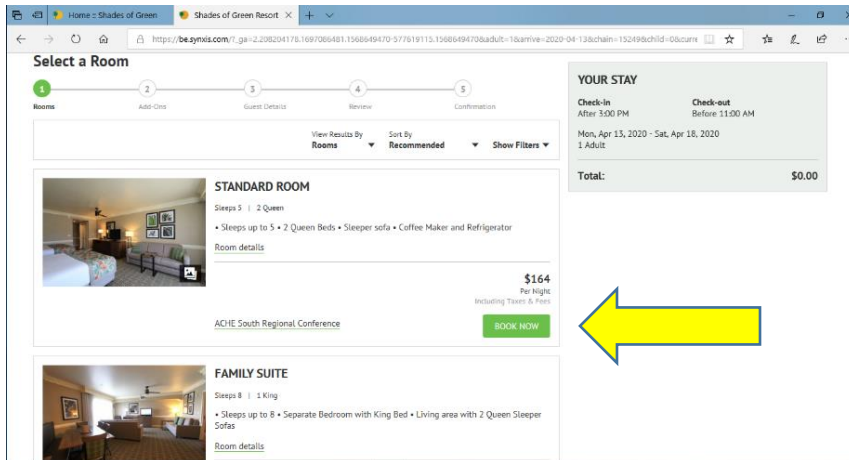 Home :: Shades of Green
Shades of Green Resort
https://be.synxis.com/?_ga=2.208204178.1697086481.1568649470-577619115.1568649470&adult=1&arrive=2020-04-13&chain=15249&child=0&curre
Select a Room
1 2 3 4 5
Rooms Add-Ons Guest Details Review Confirmation
View Results By Sort By
Rooms Recommended Show Filters
STANDARD ROOM
Sleeps 5 | 2 Queen
• Sleeps up to 5 • 2 Queen Beds • Sleeper sofa • Coffee Maker and Refrigerator
Room details
$164
Per Night
Including Taxes & Fees
ACHE South Regional Conference
BOOK NOW
FAMILY SUITE
Sleeps 8 | 1 King
• Sleeps up to 8 • Separate Bedroom with King Bed • Living area with 2 Queen Sleeper
Sofas
Room details
YOUR STAY
Check-in Check-out
After 3:00 PM Before 11:00 AM
Mon, Apr 13, 2020 - Sat, Apr 18, 2020
1 Adult
Total: $0.00